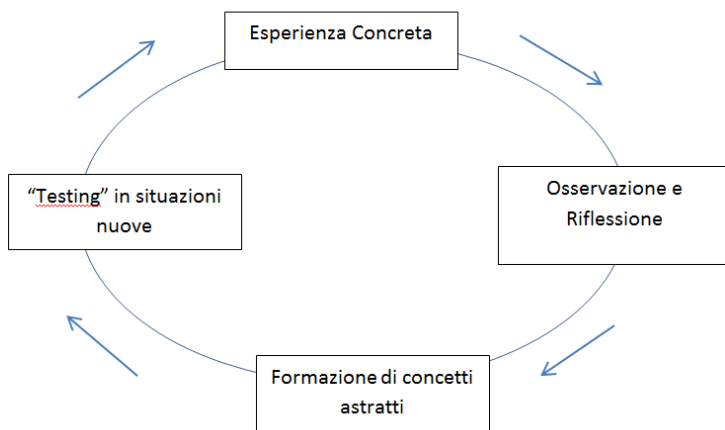 Esperienza Concreta
Osservazione e
Riflessione
Formazione di concetti
astratti
“Testing” in situazioni
nuove